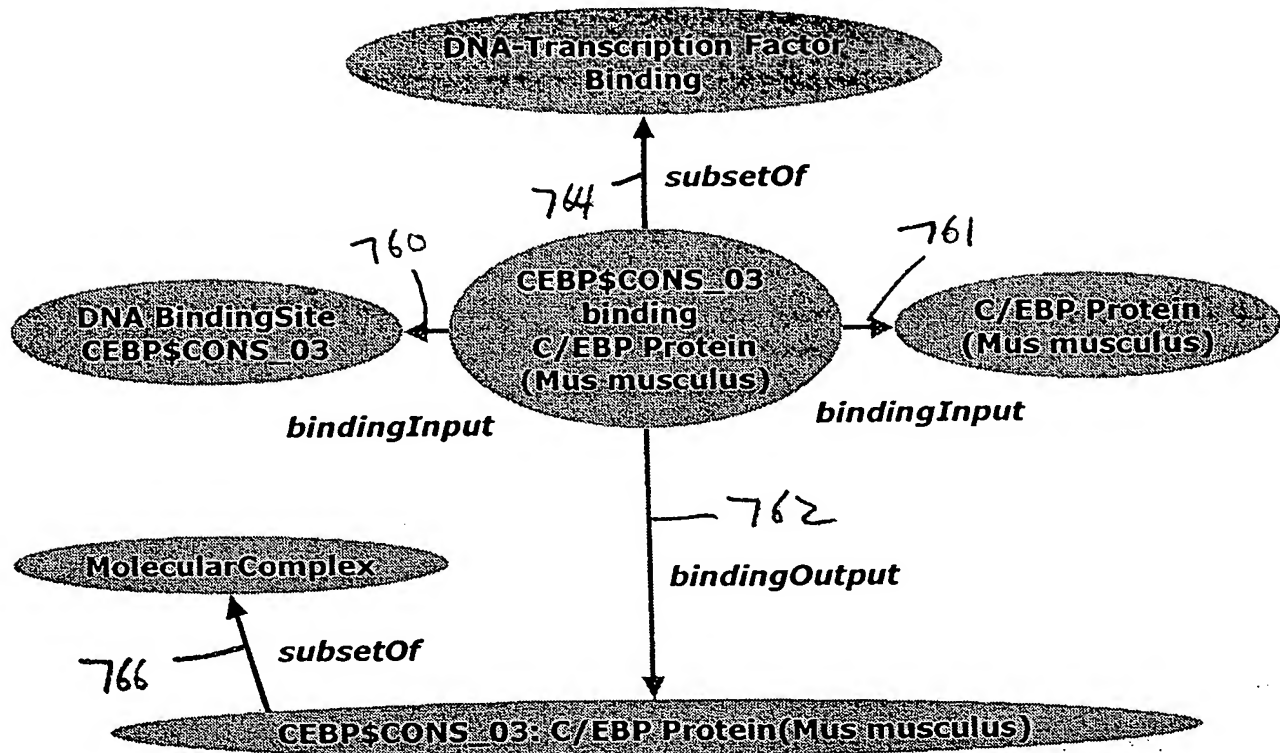 DNA-Transcription Factor
Binding
764
subsetOf
760
761
DNA BindingSite
CEBP$CONS_03
CEBP$CONS_03
binding
C/EBP Protein
(Mus musculus)
C/EBP Protein
(Mus musculus)
bindingInput
bindingInput
762
MolecularComplex
bindingOutput
766
subsetOf
CEBP$CONS_03: C/EBP Protein(Mus musculus)